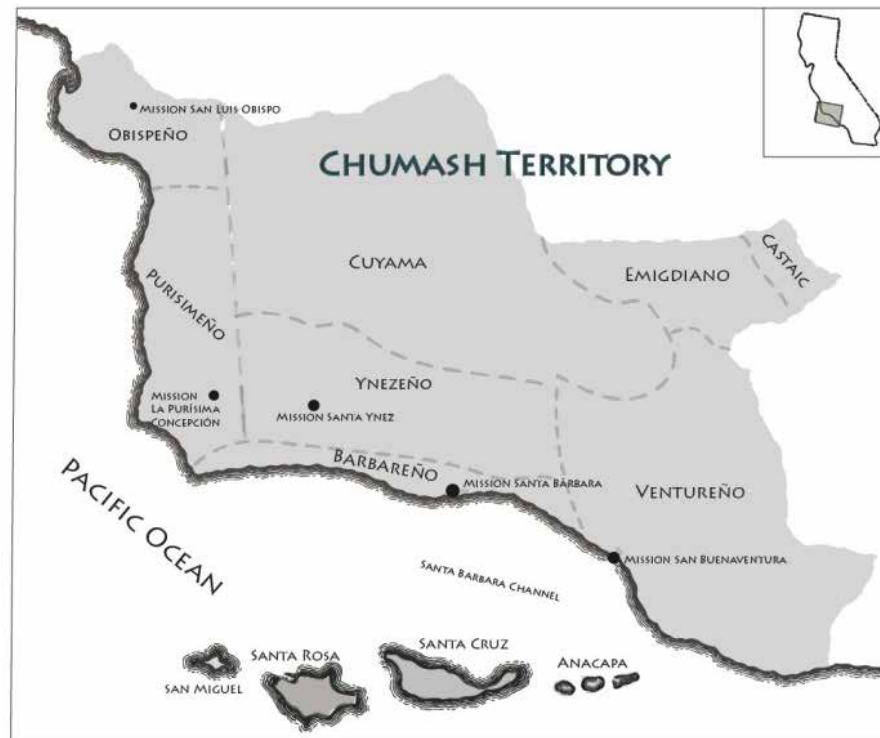 Mission San Luis Obispo
Obispeño
Chumash Territory
Cuyama
Emigdiano
Castaic
Purisimeño
Ynezeño
Mission
La Purísima
Concepción
Mission Santa Ynez
Barbareño
Mission Santa Bárbara
Ventureño
Pacific Ocean
Mission San Buenaventura
Santa Barbara Channel
Santa Cruz
Santa Rosa
Anacapa
San Miguel